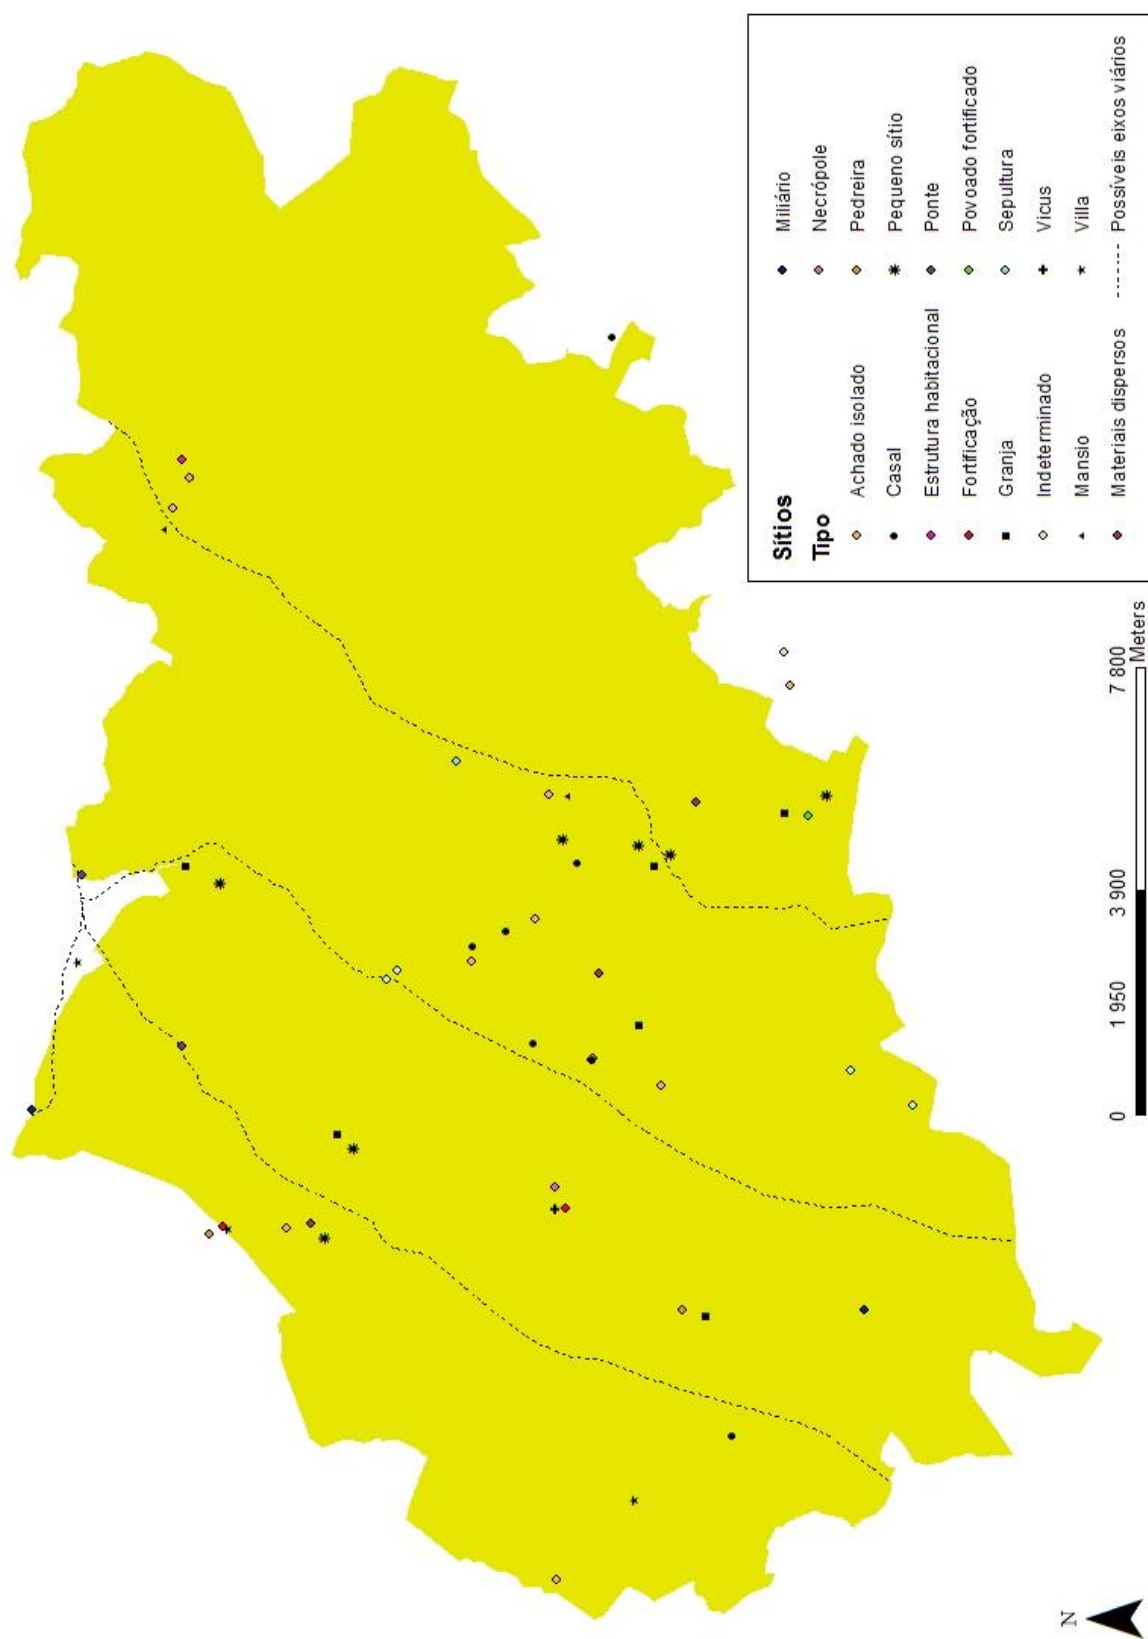 Sítios
Tipo
Achado isolado
Casal
Estrutura habitacional
Fortificação
Granja
Indeterminado
Mansio
Materiais dispersos
Miliário
Necrópole
Pedreira
Pequeno sítio
Ponte
Povoado fortificado
Sepultura
Vicus
Villa
Possíveis eixos viários
0 1 950 3 900 7 800
Meters
N